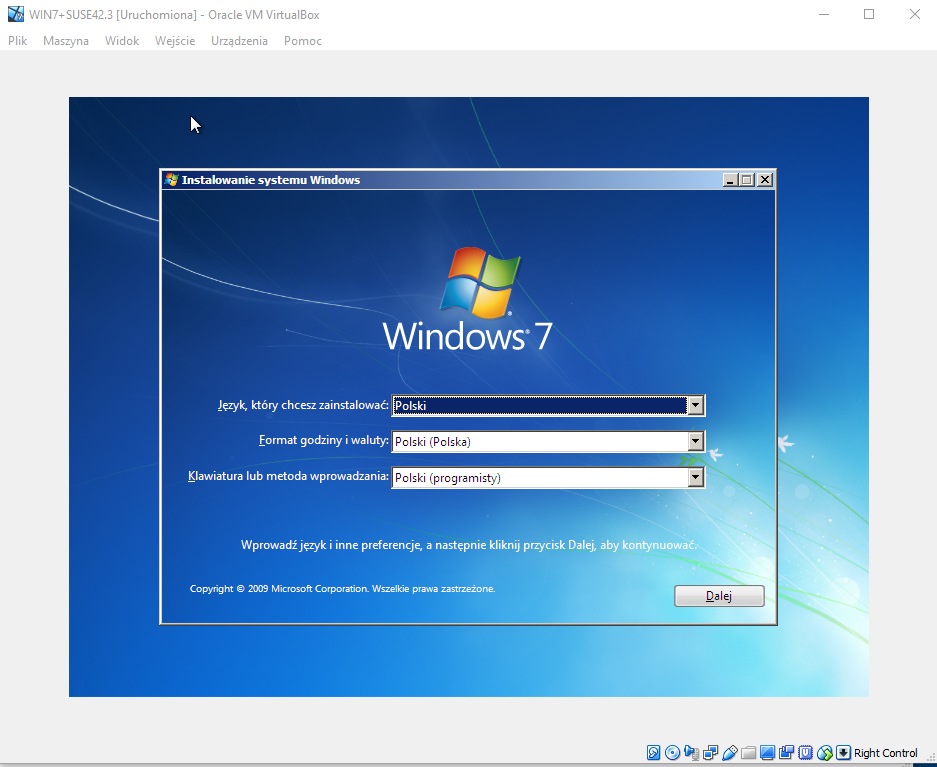 WIN7+SUSE42.3 [Uruchomiona] - Oracle VM VirtualBox
Plik Maszyna Widok Wejście Urządzenia Pomoc
Instalowanie systemu Windows
Windows® 7
Język, który chcesz zainstalować: Polski
Format godziny i waluty: Polski (Polska)
Klawiatura lub metoda wprowadzania: Polski (programisty)
Wprowadź język i inne preferencje, a następnie kliknij przycisk Dalej, aby kontynuować.
Copyright © 2009 Microsoft Corporation. Wszelkie prawa zastrzeżone.
Dalej
Right Control